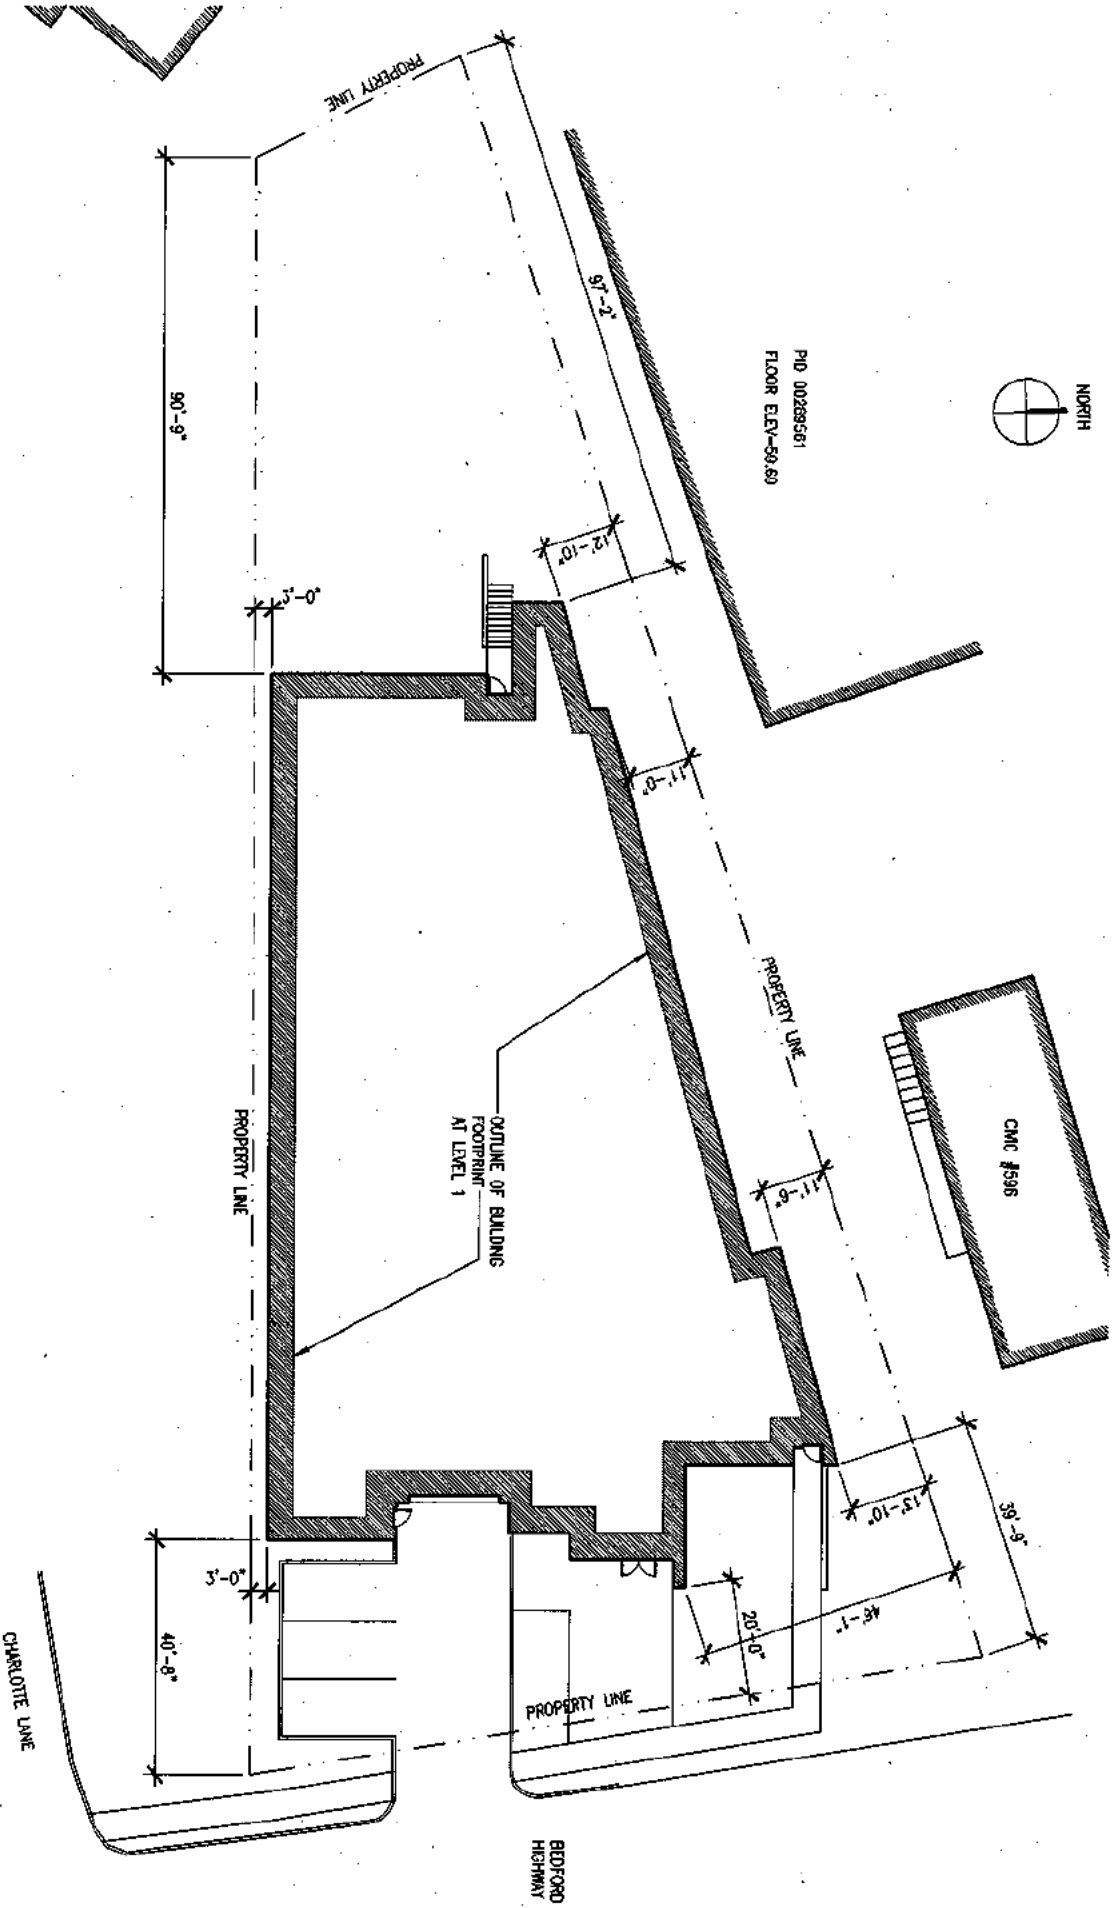 NORTH
PID 00289561
FLOOR ELEV=59.60
PROPERTY LINE
97'-2"
90'-9"
12'-10"
3'-0"
11'-0"
PROPERTY LINE
CMC #596
11'-6"
OUTLINE OF BUILDING
FOOTPRINT
AT LEVEL 1
PROPERTY LINE
13'-10"
39'-9"
46'-1"
20'-0"
3'-0"
40'-8"
PROPERTY LINE
CHARLOTTE LANE
BEDFORD
HIGHWAY